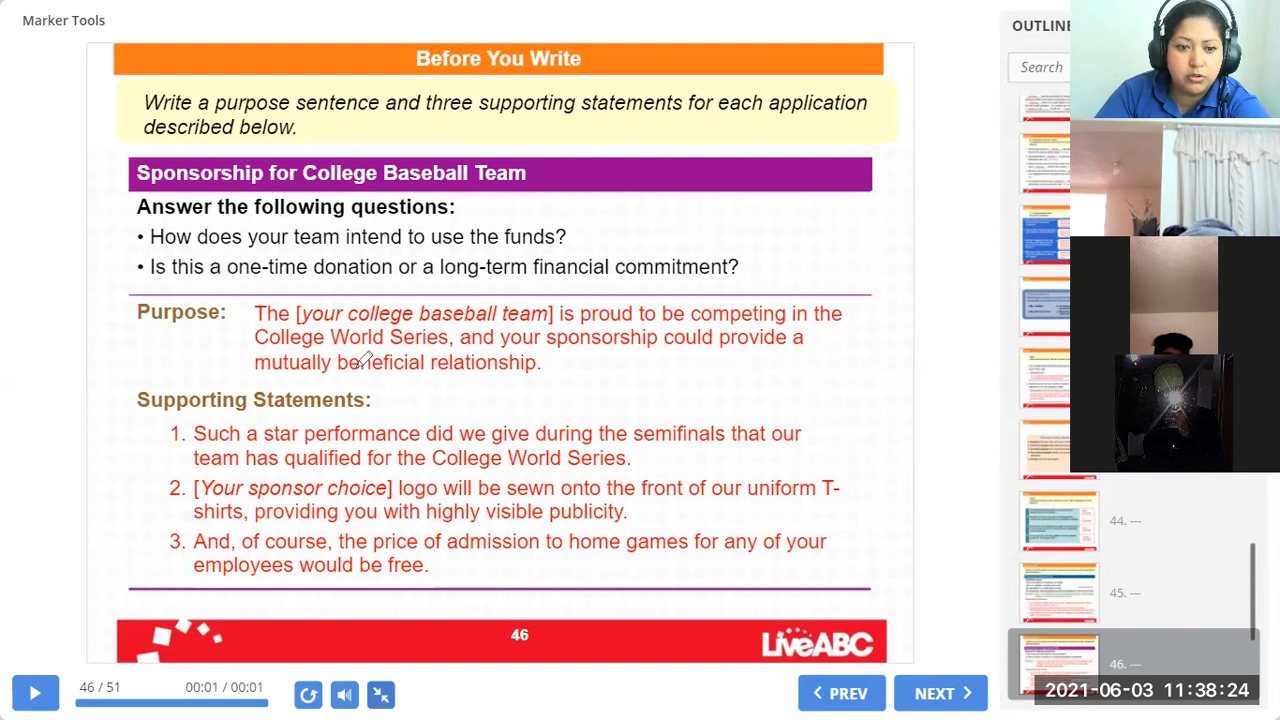 Marker Tools
OUTLINE
Search
Before You Write
Write a purpose sentence and three supporting statements for each application
described below.
Sponsorship for College Baseball Team
Answer the following questions:
• How does your team intend to use the funds?
• Is this a one-time donation or a long-term financial commitment?
Purpose: The [your college baseball team] is proud to be competing in the
College World Series, and your sponsorship could provide a
mutually beneficial relationship.
Supporting Statements:
1. Such a star performance did we give during the semifinals that our
team has qualified for the College World Series.
2. [Your sponsor choice] logo will be sewn onto the front of our uniform T-
shirts, providing you with highly visible publicity.
3. And, of course, the price of admission to home games for any of your
employees would be free.
46
LiveABC
44. ---
45. ---
46. ---
46 / 51
00:01 / 00:01
PREV
NEXT
2021-06-03 11:38:24